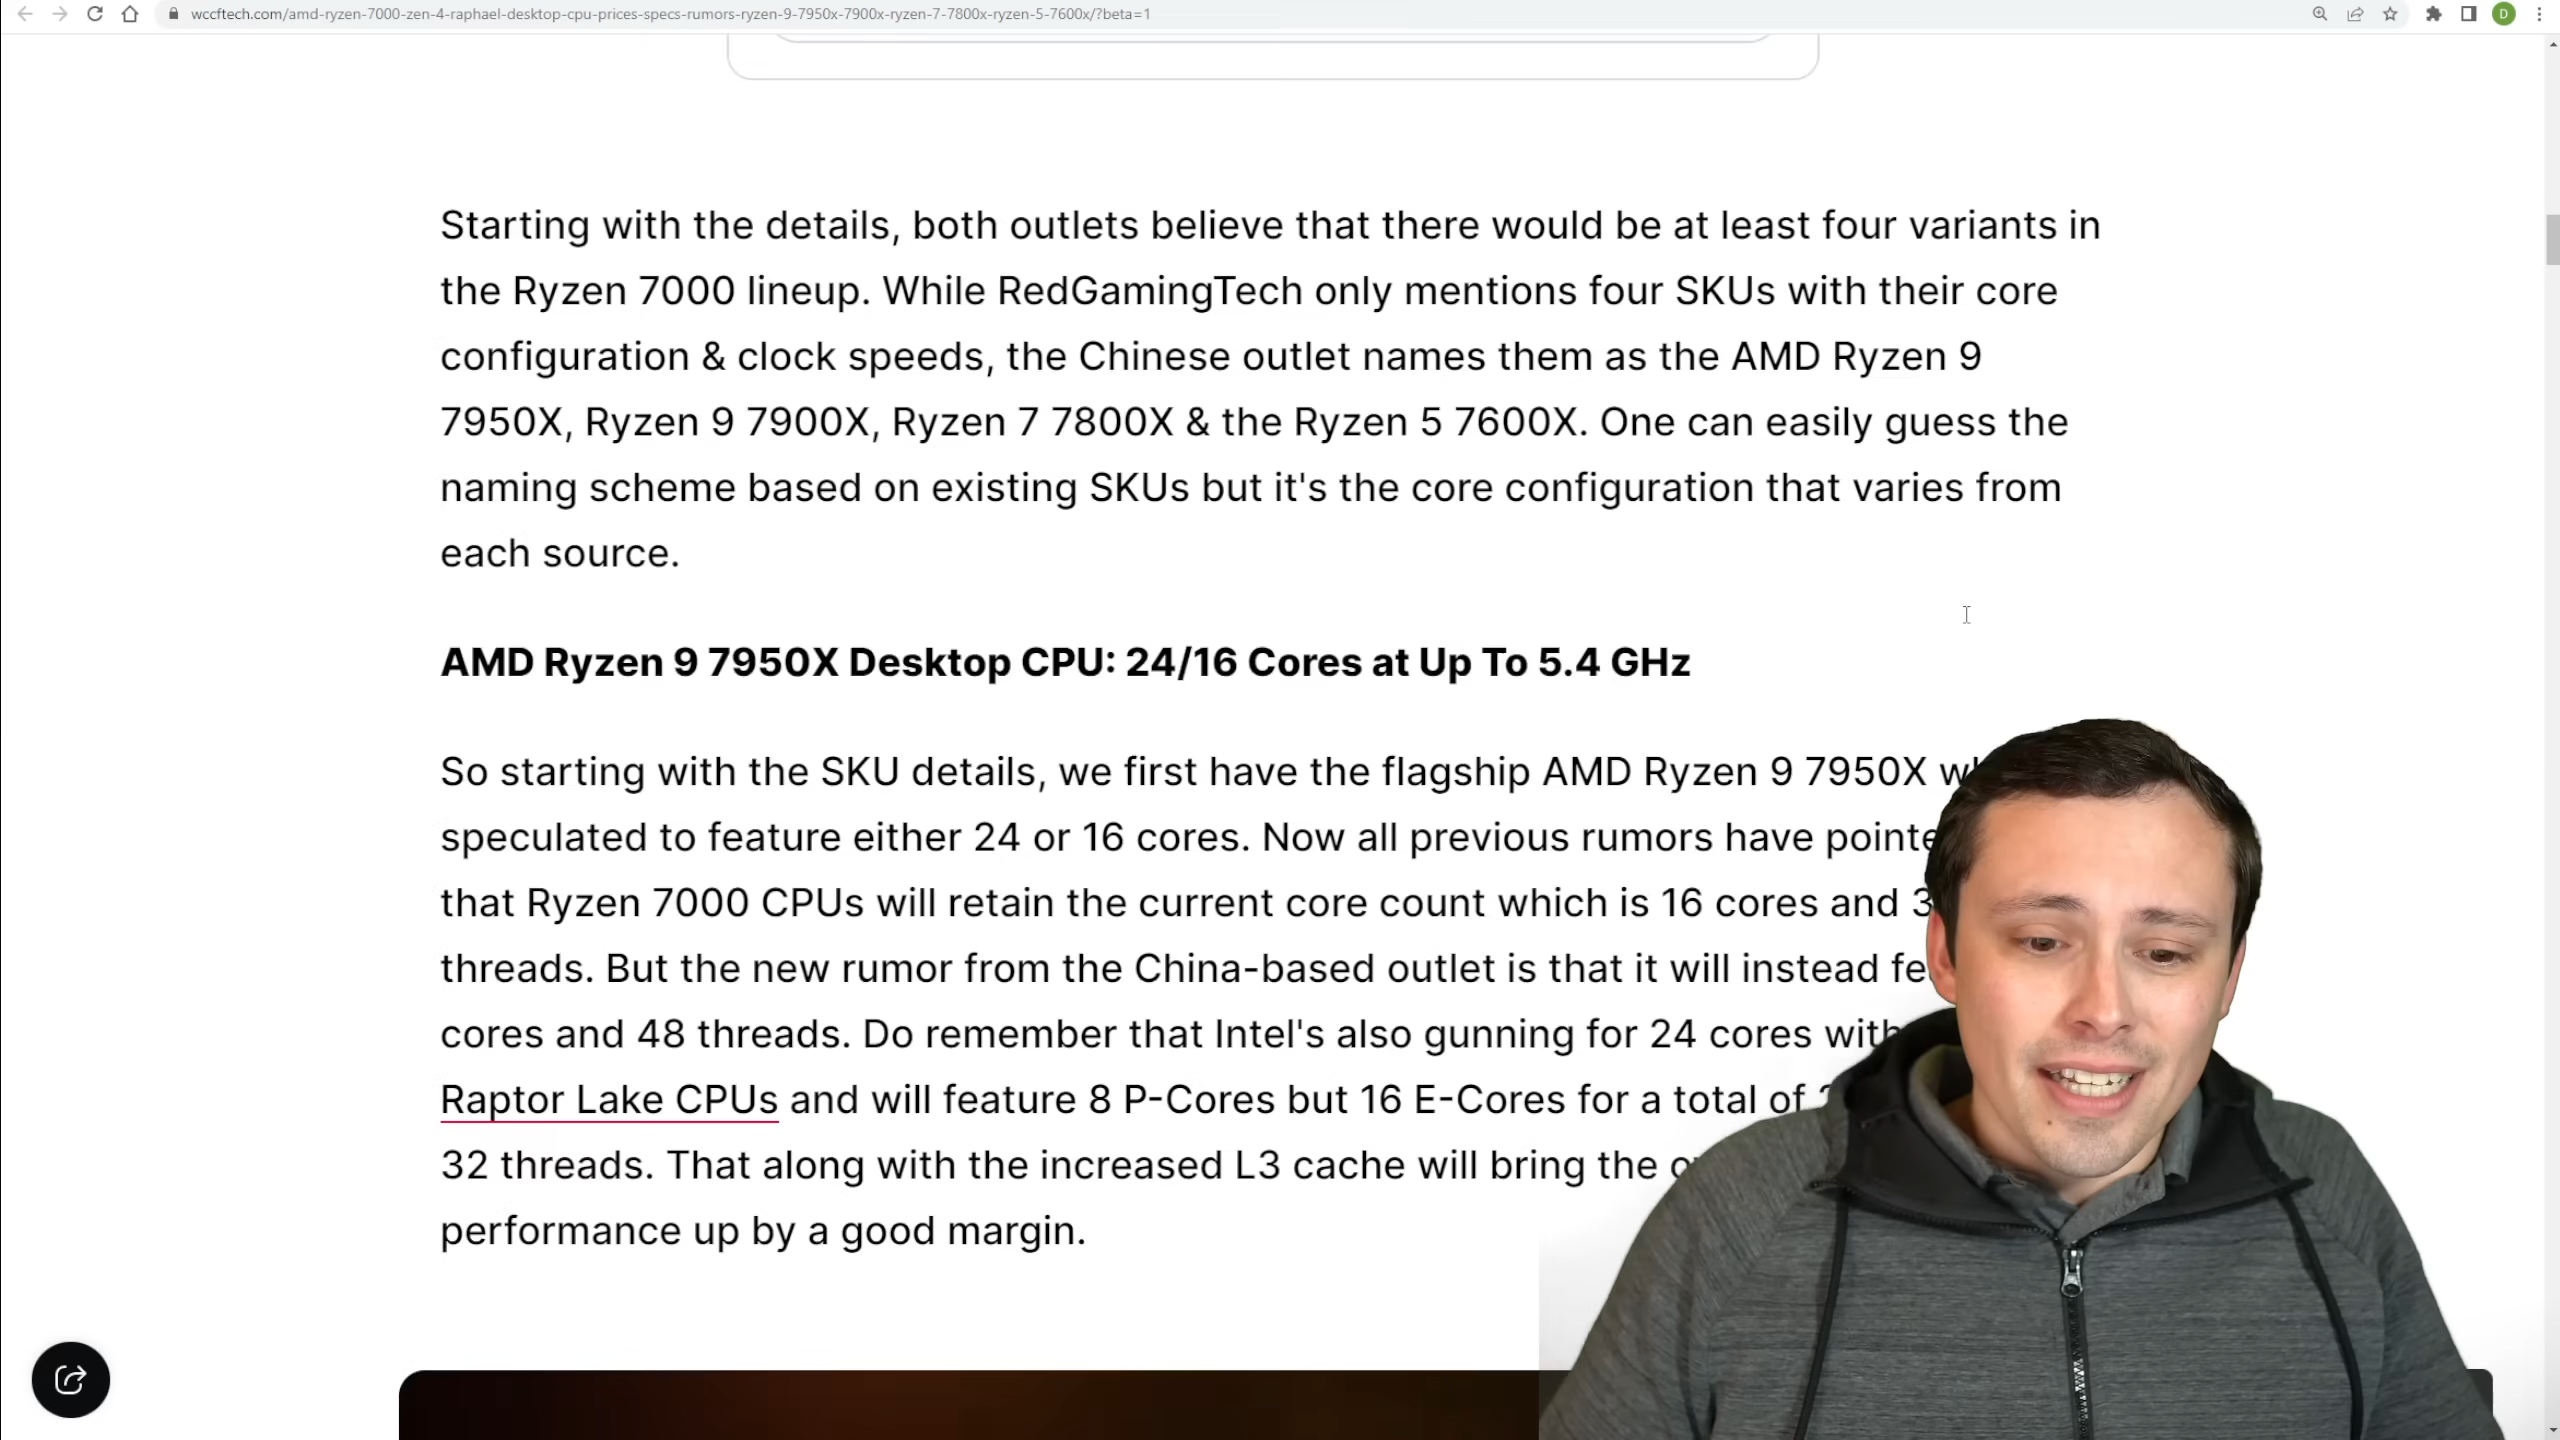 wccftech.com/amd-ryzen-7000-zen-4-raphael-desktop-cpu-prices-specs-rumors-ryzen-9-7950x-7900x-ryzen-7-7800x-ryzen-5-7600x/?beta=1
D
Starting with the details, both outlets believe that there would be at least four variants in
the Ryzen 7000 lineup. While RedGamingTech only mentions four SKUs with their core
configuration & clock speeds, the Chinese outlet names them as the AMD Ryzen 9
7950X, Ryzen 9 7900X, Ryzen 7 7800X & the Ryzen 5 7600X. One can easily guess the
naming scheme based on existing SKUs but it's the core configuration that varies from
each source.
AMD Ryzen 9 7950X Desktop CPU: 24/16 Cores at Up To 5.4 GHz
So starting with the SKU details, we first have the flagship AMD Ryzen 9 7950X
speculated to feature either 24 or 16 cores. Now all previous rumors have
that Ryzen 7000 CPUs will retain the current core count which is 16 cores and
threads. But the new rumor from the China-based outlet is that it will instead
cores and 48 threads. Do remember that Intel's also gunning for 24 cores
Raptor Lake CPUs and will feature 8 P-Cores but 16 E-Cores for a total of
32 threads. That along with the increased L3 cache will bring the
performance up by a good margin.